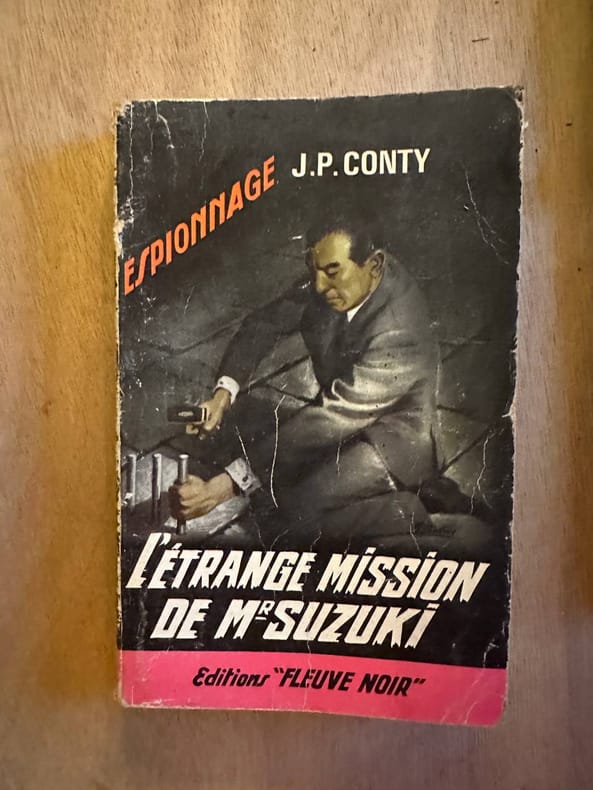 J.P. CONTY
ESPIONNAGE
L'ÉTRANGE MISSION
DE MR SUZUKI
Editions "FLEUVE NOIR"